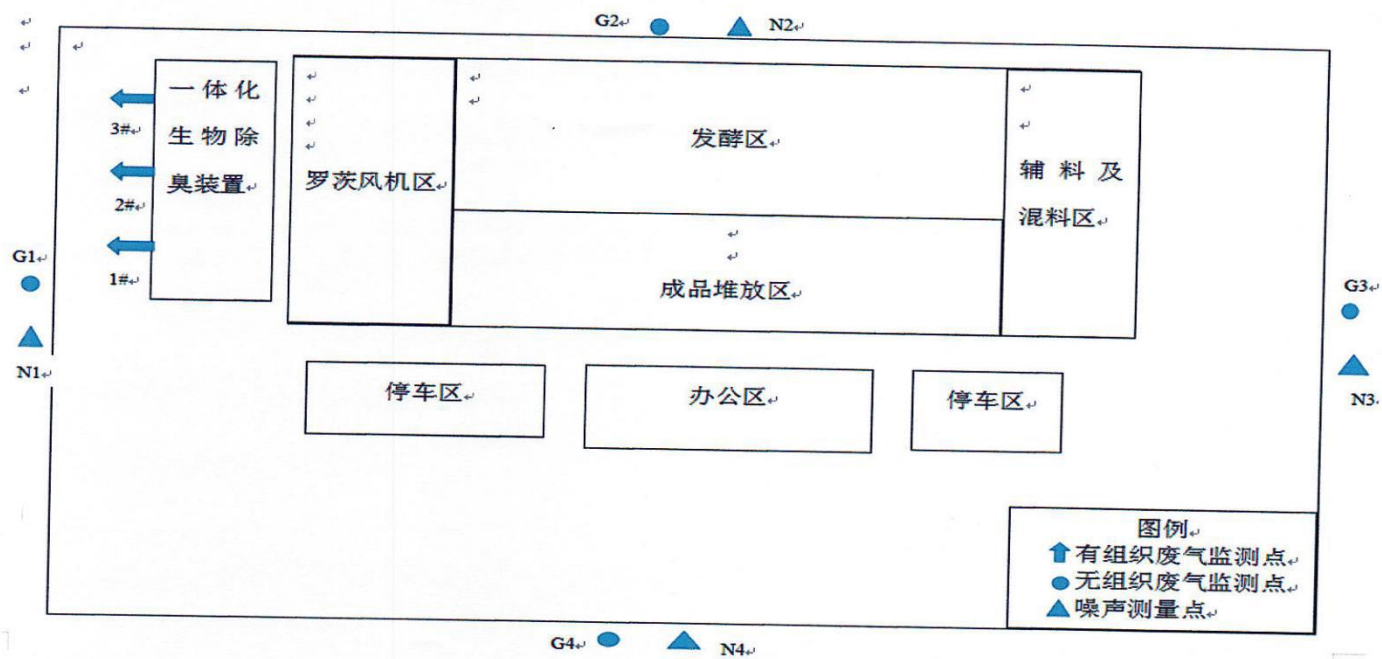 G2
N2
一体化
生物除
臭装置
3#
2#
1#
罗茨风机区
发酵区
成品堆放区
辅料及
混料区
G1
N1
G3
N3
停车区
办公区
停车区
图例
有组织废气监测点
无组织废气监测点
噪声测量点
G4
N4